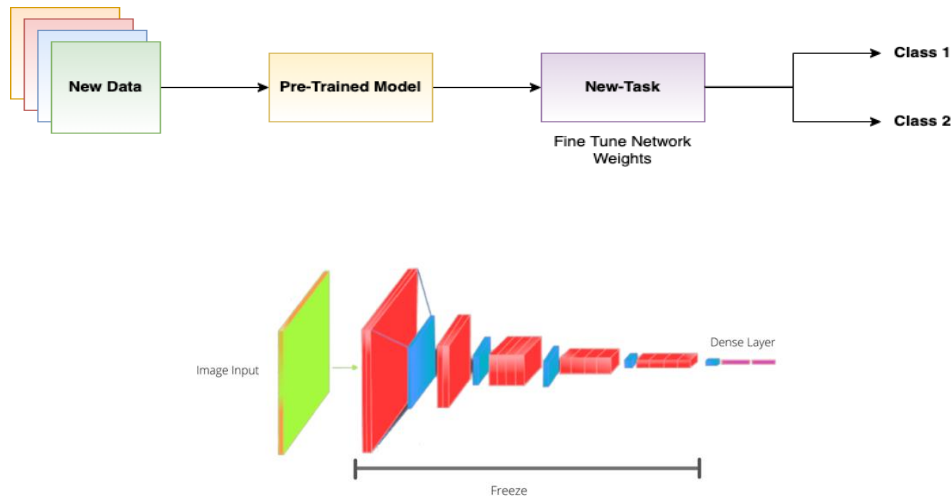 New Data
Pre-Trained Model
New-Task
Fine Tune Network
Weights
Class 1
Class 2
Image Input
Dense Layer
Freeze